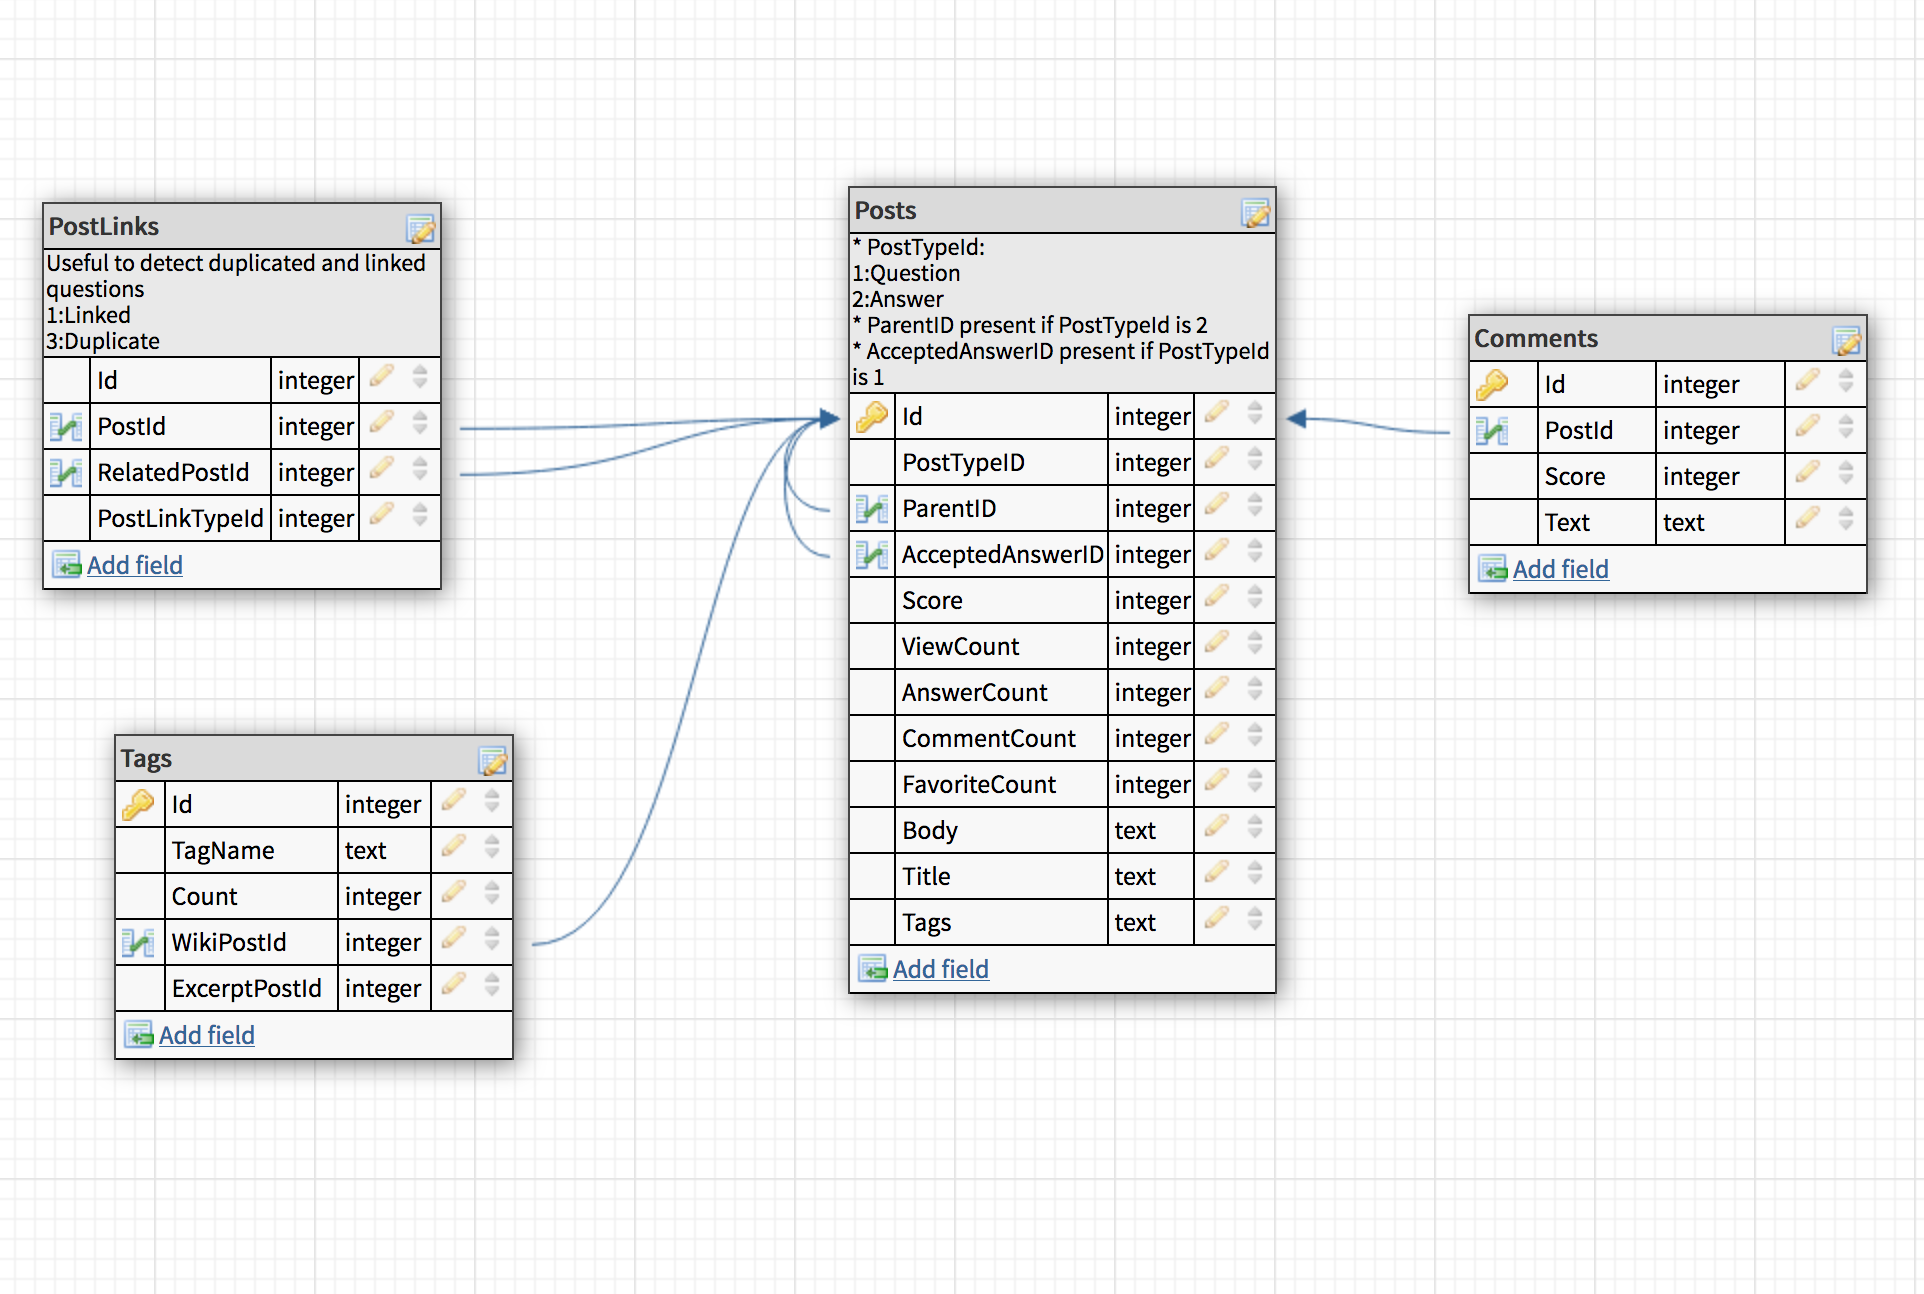 PostLinks
Useful to detect duplicated and linked
questions
1:Linked
3:Duplicate
Id integer
PostId integer
RelatedPostId integer
PostLinkTypeId integer
Add field
Tags
Id integer
TagName text
Count integer
WikiPostId integer
ExcerptPostId integer
Add field
Posts
* PostTypeId:
1:Question
2:Answer
* ParentID present if PostTypeId is 2
* AcceptedAnswerID present if PostTypeId
is 1
Id integer
PostTypeID integer
ParentID integer
AcceptedAnswerID integer
Score integer
ViewCount integer
AnswerCount integer
CommentCount integer
FavoriteCount integer
Body text
Title text
Tags text
Add field
Comments
Id integer
PostId integer
Score integer
Text text
Add field